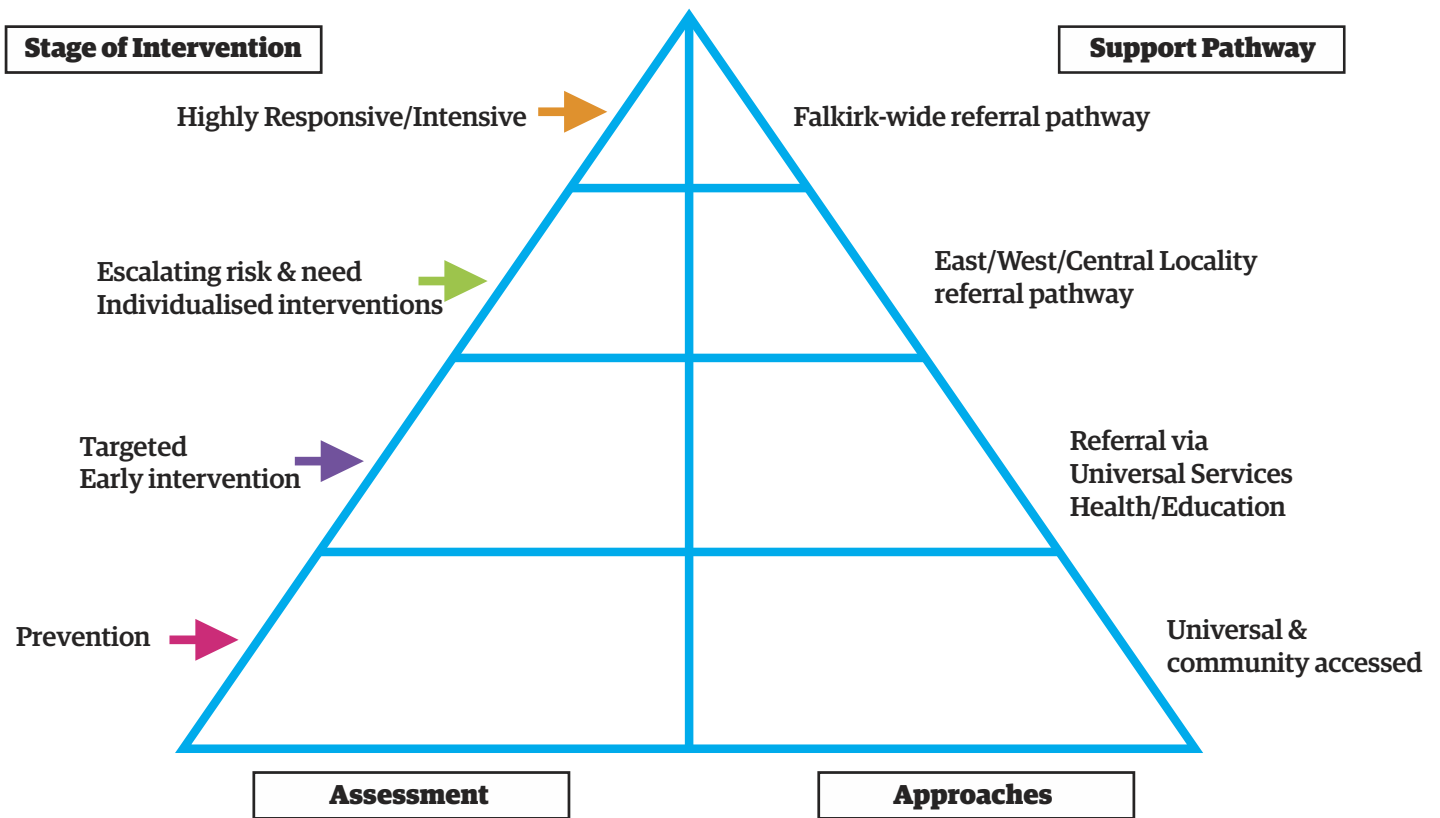 Stage of Intervention
Support Pathway
Highly Responsive/Intensive
Falkirk-wide referral pathway
Escalating risk & need
Individualised interventions
East/West/Central Locality
referral pathway
Targeted
Early intervention
Referral via
Universal Services
Health/Education
Prevention
Universal &
community accessed
Assessment
Approaches